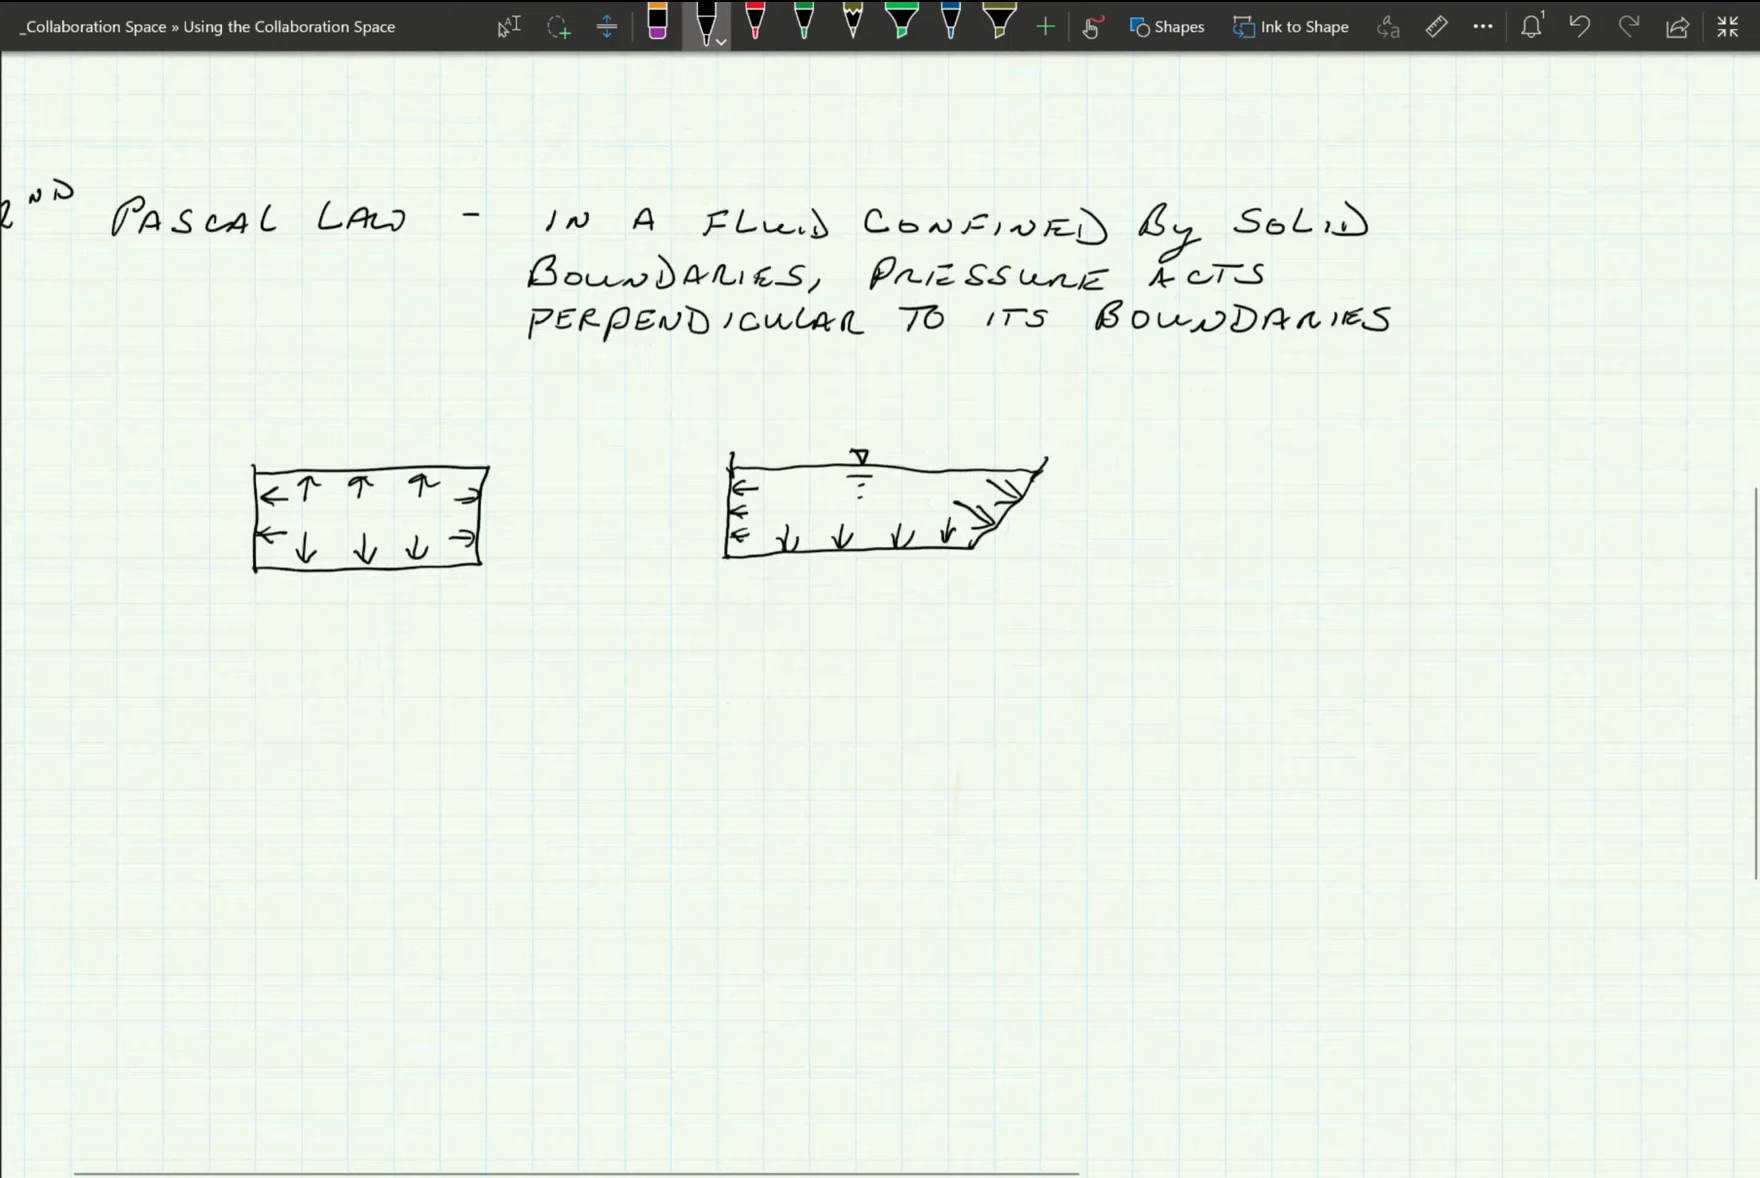 _Collaboration Space » Using the Collaboration Space
Shapes
Ink to Shape
1
2ND PASCAL LAW - IN A FLUID CONFINED By SOLID
BOUNDARIES, PRESSURE ACTS
PERPENDICULAR TO ITS BOUNDARIES